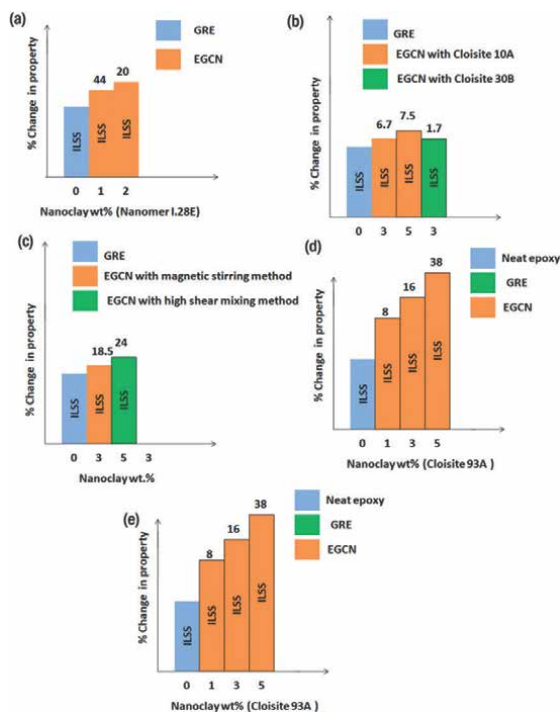 (a)
GRE
EGCN
44
20
% Change in property
ILSS
ILSS
ILSS
0 1 2
Nanoclay wt% (Nanomer I.28E)
(b)
GRE
EGCN with Cloisite 10A
EGCN with Cloisite 30B
6.7
7.5
1.7
% Change in property
ILSS
ILSS
ILSS
ILSS
0 3 5 3
Nanoclay wt%
(c)
GRE
EGCN with magnetic stirring method
EGCN with high shear mixing method
18.5
24
% Change in property
ILSS
ILSS
ILSS
0 3 5 3
Nanoclay wt.%
(d)
Neat epoxy
GRE
EGCN
8
16
38
% Change in property
ILSS
ILSS
ILSS
ILSS
0 1 3 5
Nanoclay wt% (Cloisite 93A )
(e)
Neat epoxy
GRE
EGCN
8
16
38
% Change in property
ILSS
ILSS
ILSS
ILSS
0 1 3 5
Nanoclay wt% (Cloisite 93A )